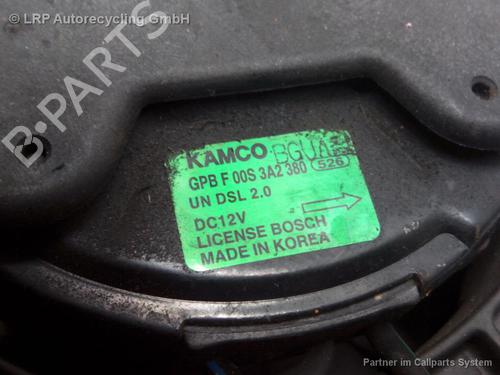 © LRP Autorecycling GmbH
B-PARTS
KAMCO BGUA
GPB F 00S 3A2 380 526
UN DSL 2.0
DC12V
LICENSE BOSCH
MADE IN KOREA
Partner im Callparts System